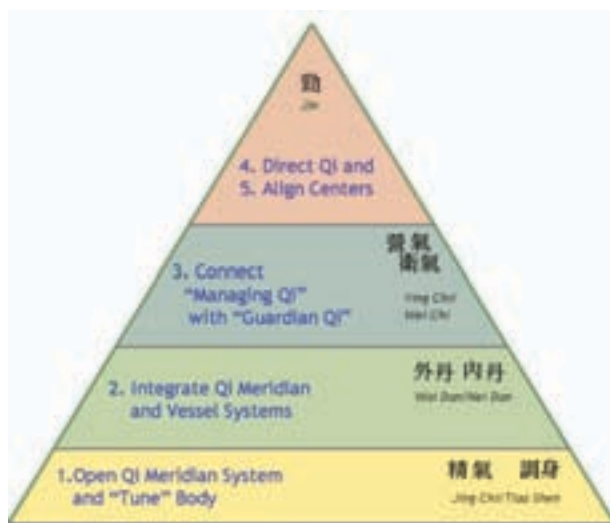 勁
Jin
4. Direct Qi and
5. Align Centers
營氣
衛氣
3. Connect
"Managing Qi"
with "Guardian Qi"
Ying Chi/
Wei Chi
外丹 內丹
2. Integrate Qi Meridian
and Vessel Systems
Wai Dan/Nei Dan
精氣 調身
1.Open Qi Meridian System
and "Tune" Body
Jing Chi/Tiao Shen